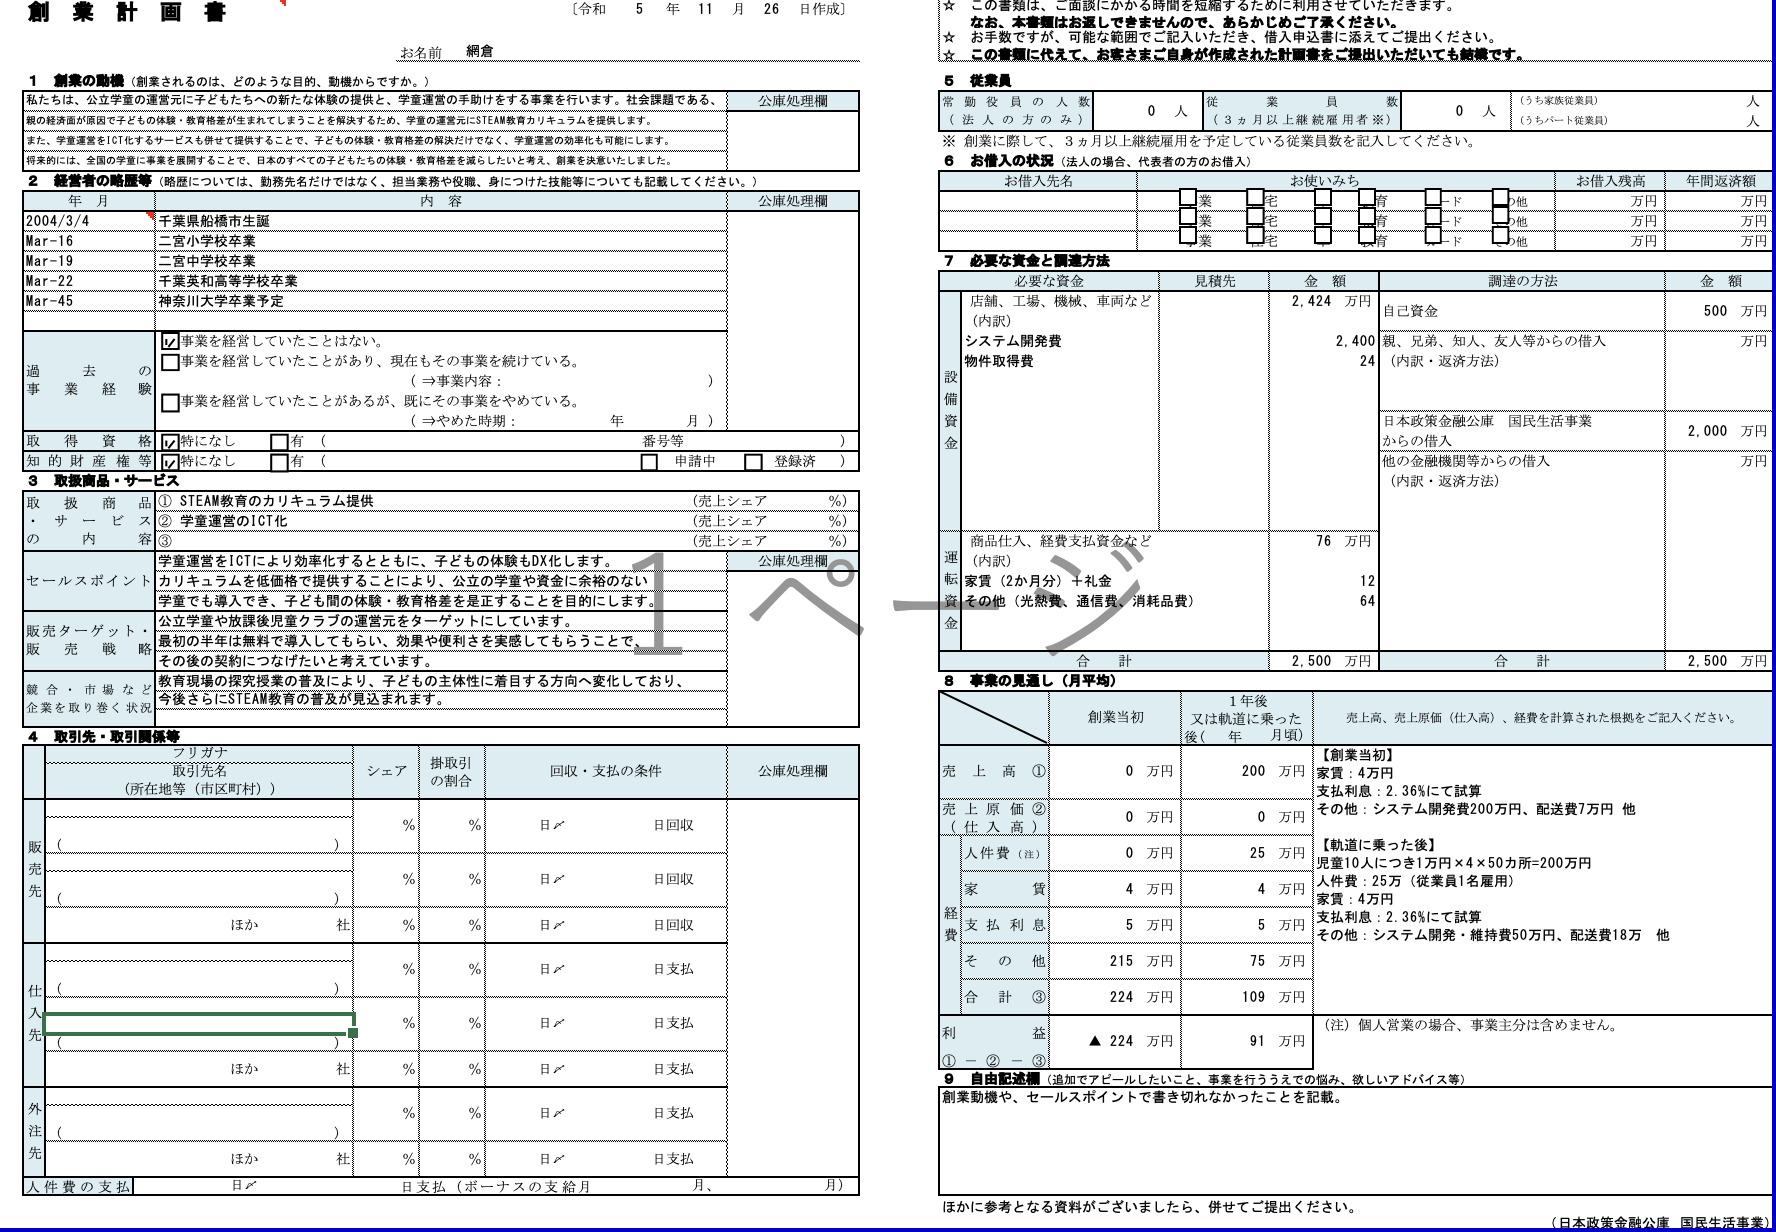 創業計画書
〔令和 5 年 11 月 26 日作成〕
お名前 網倉
1 創業の動機（創業されるのは、どのような目的、動機からですか。）
私たちは、公立学童の運営元に子どもたちへの新たな体験の提供と、学童運営の手助けをする事業を行います。社会課題である、
公庫処理欄
親の経済面が原因で子どもの体験・教育格差が生まれてしまうことを解決するため、学童の運営元にSTEAM教育カリキュラムを提供します。
また、学童運営をICT化するサービスも併せて提供することで、子どもの体験・教育格差の解決だけでなく、学童運営の効率化も可能にします。
将来的には、全国の学童に事業を展開することで、日本のすべての子どもたちの体験・教育格差を減らしたいと考え、創業を決意いたしました。
2 経営者の略歴等（略歴については、勤務先名だけではなく、担当業務や役職、身につけた技能等についても記載してください。）
年 月 内 容 公庫処理欄
2004/3/4 千葉県船橋市生誕
Mar-16 二宮小学校卒業
Mar-19 二宮中学校卒業
Mar-22 千葉英和高等学校卒業
Mar-45 神奈川大学卒業予定
過去の事業経験
事業を経営していたことはない。
事業を経営していたことがあり、現在もその事業を続けている。
（⇒事業内容： ）
事業を経営していたことがあるが、既にその事業をやめている。
（⇒やめた時期： 年 月）
取得資格 特になし 有（ 番号等 ）
知的財産権等 特になし 有（ 申請中 登録済 ）
3 取扱商品・サービス
取扱商品・サービスの内容
① STEAM教育のカリキュラム提供 （売上シェア %）
② 学童運営のICT化 （売上シェア %）
③ （売上シェア %）
セールスポイント
学童運営をICTにより効率化するとともに、子どもの体験もDX化します。
公庫処理欄
カリキュラムを低価格で提供することにより、公立の学童や資金に余裕のない
学童でも導入でき、子ども間の体験・教育格差を是正することを目的にします。
販売ターゲット・販売戦略
公立学童や放課後児童クラブの運営元をターゲットにしています。
最初の半年は無料で導入してもらい、効果や便利さを実感してもらうことで、
その後の契約につなげたいと考えています。
競合・市場など企業を取り巻く状況
教育現場の探究授業の普及により、子どもの主体性に着目する方向へ変化しており、
今後さらにSTEAM教育の普及が見込まれます。
4 取引先・取引関係等
フリガナ
取引先名
（所在地等（市区町村））
シェア 掛取引の割合 回収・支払の条件 公庫処理欄
販売先
% % 日〆 日回収
（ ）
% % 日〆 日回収
（ ）
ほか 社 % % 日〆 日回収
仕入先
% % 日〆 日支払
（ ）
% % 日〆 日支払
（ ）
ほか 社 % % 日〆 日支払
外注先
% % 日〆 日支払
（ ）
ほか 社 % % 日〆 日支払
人件費の支払 日〆 日支払（ボーナスの支給月 月、 月）
1 ページ
☆ この書類は、ご面談にかかる時間を短縮するために利用させていただきます。
なお、本書類はお返しできませんので、あらかじめご了承ください。
☆ お手数ですが、可能な範囲でご記入いただき、借入申込書に添えてご提出ください。
☆ この書類に代えて、お客さまご自身が作成された計画書をご提出いただいても結構です。
5 従業員
常勤役員の人数（法人の方のみ） 0 人 従業員数（3ヵ月以上継続雇用者※） 0 人
（うち家族従業員） 人
（うちパート従業員） 人
※ 創業に際して、3ヵ月以上継続雇用を予定している従業員数を記入してください。
6 お借入の状況（法人の場合、代表者の方のお借入）
お借入先名 お使いみち お借入残高 年間返済額
業 宅 育 ード の他 万円 万円
業 宅 育 ード の他 万円 万円
業 宅 育 ード の他 万円 万円
7 必要な資金と調達方法
必要な資金 見積先 金 額 調達の方法 金 額
設備資金
店舗、工場、機械、車両など 2,424 万円
（内訳）
システム開発費 2,400
物件取得費 24
自己資金 500 万円
親、兄弟、知人、友人等からの借入 万円
（内訳・返済方法）
日本政策金融公庫 国民生活事業
からの借入 2,000 万円
他の金融機関等からの借入 万円
（内訳・返済方法）
運転資金
商品仕入、経費支払資金など 76 万円
（内訳）
家賃（2か月分）＋礼金 12
その他（光熱費、通信費、消耗品費） 64
合 計 2,500 万円 合 計 2,500 万円
8 事業の見通し（月平均）
創業当初
1年後
又は軌道に乗った
後( 年 月頃)
売上高、売上原価（仕入高）、経費を計算された根拠をご記入ください。
売上高① 0 万円 200 万円
売上原価②（仕入高） 0 万円 0 万円
経費
人件費（注） 0 万円 25 万円
家賃 4 万円 4 万円
支払利息 5 万円 5 万円
その他 215 万円 75 万円
合計③ 224 万円 109 万円
利益 ①－②－③ ▲ 224 万円 91 万円
【創業当初】
家賃：4万円
支払利息：2.36%にて試算
その他：システム開発費200万円、配送費7万円 他
【軌道に乗った後】
児童10人につき1万円×4×50カ所=200万円
人件費：25万（従業員1名雇用）
家賃：4万円
支払利息：2.36%にて試算
その他：システム開発・維持費50万円、配送費18万 他
（注）個人営業の場合、事業主分は含めません。
9 自由記述欄（追加でアピールしたいこと、事業を行ううえでの悩み、欲しいアドバイス等）
創業動機や、セールスポイントで書き切れなかったことを記載。
ほかに参考となる資料がございましたら、併せてご提出ください。
（日本政策金融公庫 国民生活事業）